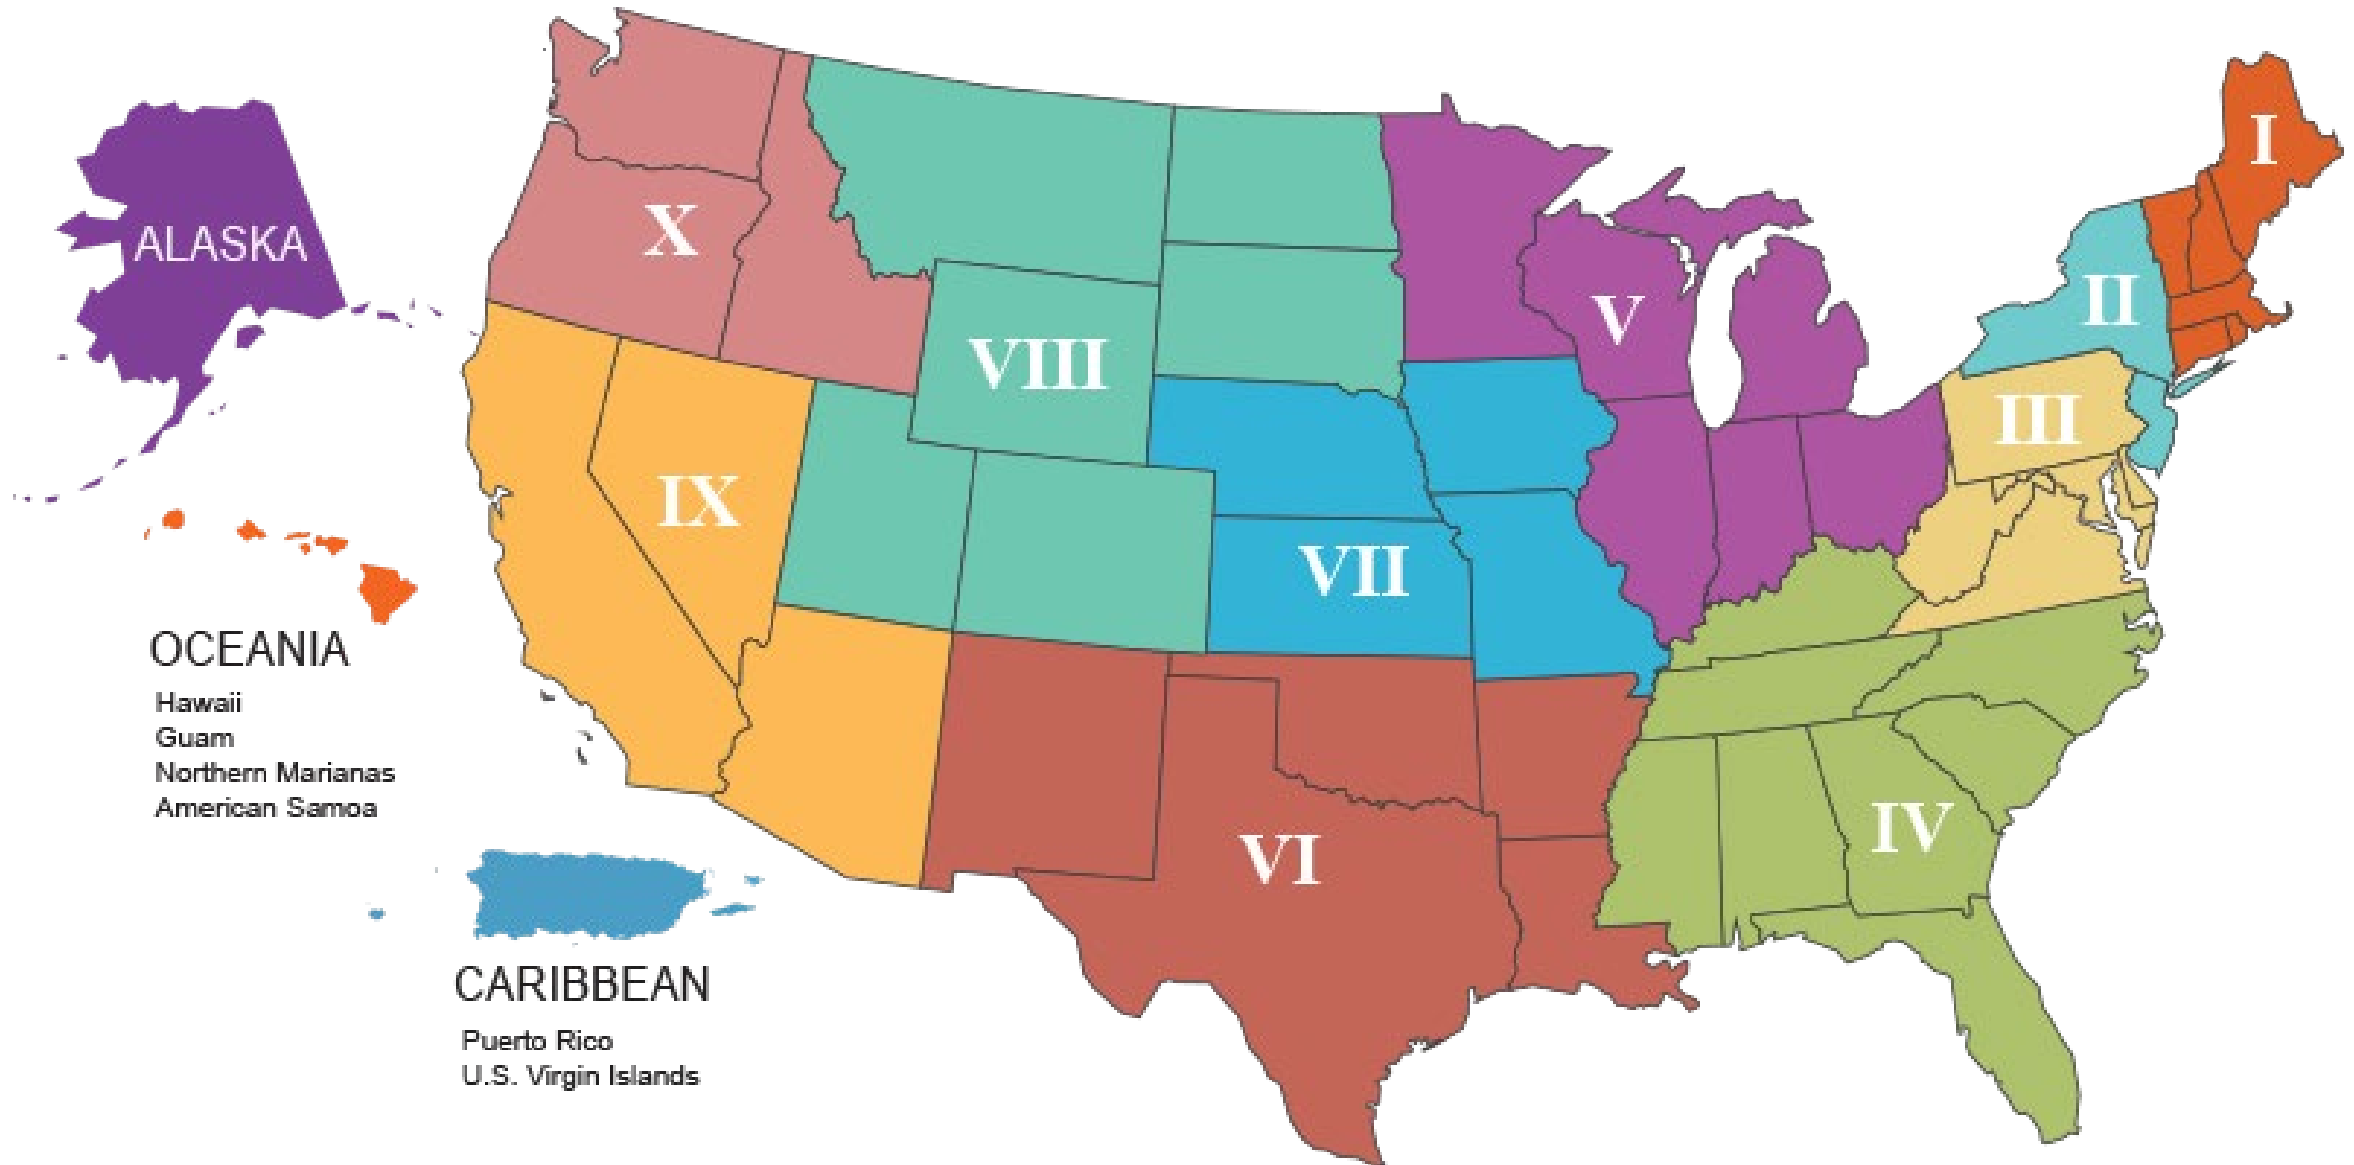 I
ALASKA
X
II
V
VIII
III
IX
VII
OCEANIA
Hawaii
Guam
Northern Marianas
American Samoa
IV
VI
CARIBBEAN
Puerto Rico
U.S. Virgin Islands